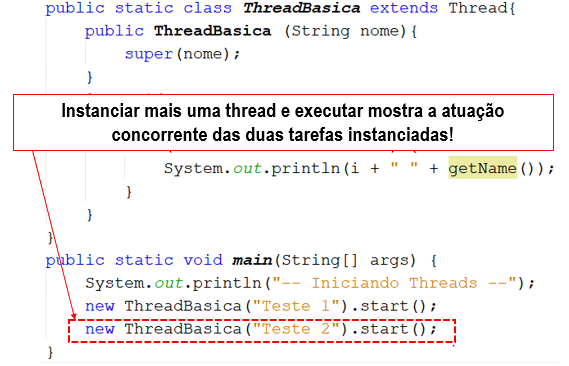 public static class ThreadBasica extends Thread{
public ThreadBasica (String nome){
super(nome);
}
Instanciar mais uma thread e executar mostra a atuação
concorrente das duas tarefas instanciadas!
System.out.println(i + " " + getName());
}
}
}
public static void main(String[] args) {
System.out.println("-- Iniciando Threads --");
new ThreadBasica("Teste 1").start();
new ThreadBasica("Teste 2").start();
}